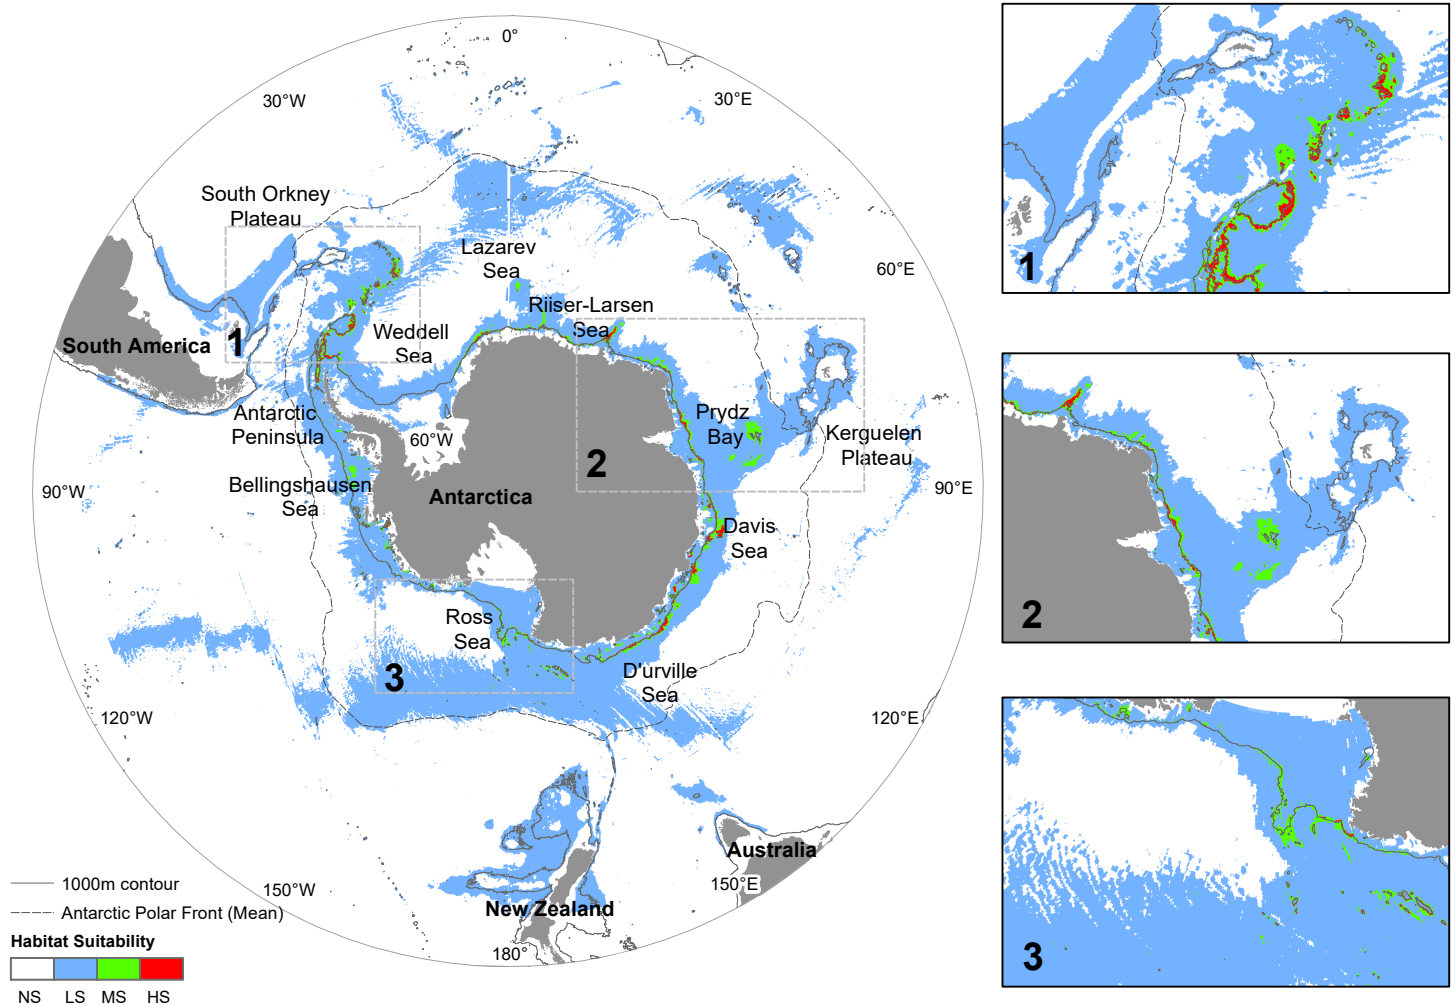 0°
30°W
30°E
South Orkney
Plateau
Lazarev
Sea
60°E
Riiser-Larsen
Sea
1
South America
Weddell
Sea
Antarctic
Peninsula
60°W
Prydz
Bay
Kerguelen
Plateau
2
90°W
Bellingshausen
Sea
Antarctica
90°E
Davis
Sea
Ross
Sea
3
D'urville
Sea
120°W
120°E
Australia
150°W
150°E
New Zealand
180°
1000m contour
Antarctic Polar Front (Mean)
Habitat Suitability
NS LS MS HS
1
2
3